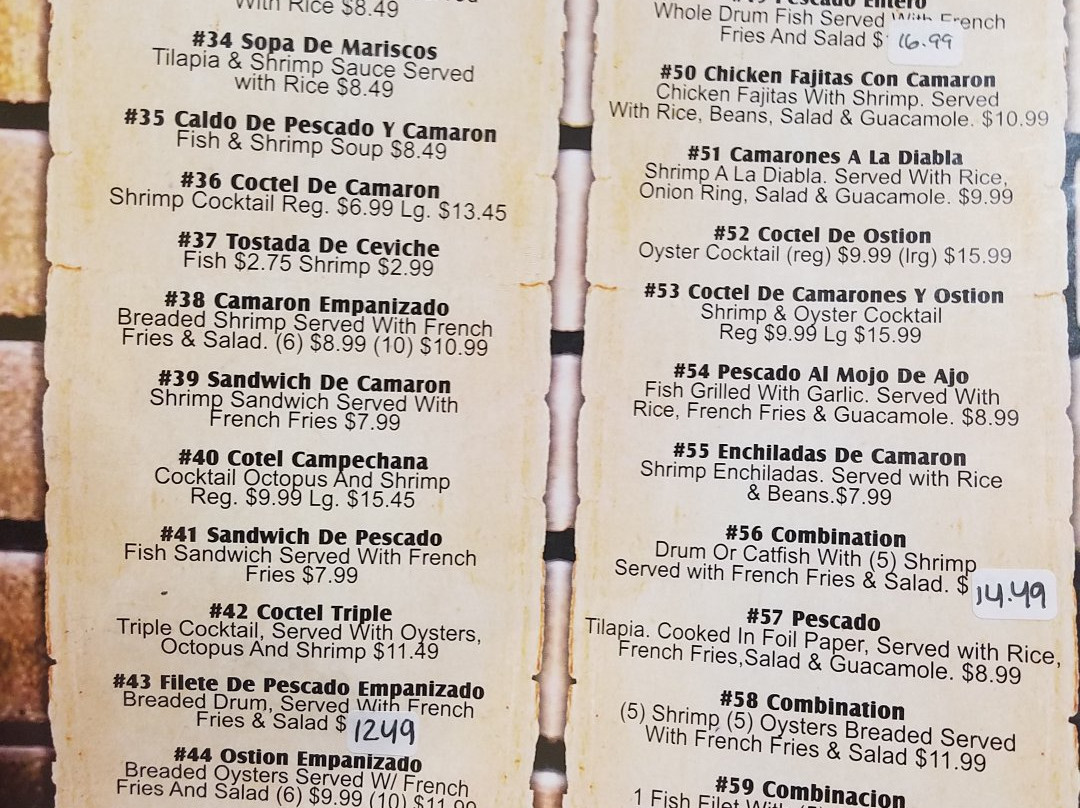 With Rice $8.49
#34 Sopa De Mariscos
Tilapia & Shrimp Sauce Served
with Rice $8.49
#35 Caldo De Pescado Y Camaron
Fish & Shrimp Soup $8.49
#36 Coctel De Camaron
Shrimp Cocktail Reg. $6.99 Lg. $13.45
#37 Tostada De Ceviche
Fish $2.75 Shrimp $2.99
#38 Camaron Empanizado
Breaded Shrimp Served With French
Fries & Salad. (6) $8.99 (10) $10.99
#39 Sandwich De Camaron
Shrimp Sandwich Served With
French Fries $7.99
#40 Cotel Campechana
Cocktail Octopus And Shrimp
Reg. $9.99 Lg. $15.45
#41 Sandwich De Pescado
Fish Sandwich Served With French
Fries $7.99
#42 Coctel Triple
Triple Cocktail, Served With Oysters,
Octopus And Shrimp $11.49
#43 Filete De Pescado Empanizado
Breaded Drum, Served With French
Fries & Salad $ 1249
#44 Ostion Empanizado
Breaded Oysters Served W/ French
Fries And Salad (6) $9.99 (10) $11.99
#49 Pescado Entero
Whole Drum Fish Served With French
Fries And Salad $ 16.99
#50 Chicken Fajitas Con Camaron
Chicken Fajitas With Shrimp. Served
With Rice, Beans, Salad & Guacamole. $10.99
#51 Camarones A La Diabla
Shrimp A La Diabla. Served With Rice,
Onion Ring, Salad & Guacamole. $9.99
#52 Coctel De Ostion
Oyster Cocktail (reg) $9.99 (lrg) $15.99
#53 Coctel De Camarones Y Ostion
Shrimp & Oyster Cocktail
Reg $9.99 Lg $15.99
#54 Pescado Al Mojo De Ajo
Fish Grilled With Garlic. Served With
Rice, French Fries & Guacamole. $8.99
#55 Enchiladas De Camaron
Shrimp Enchiladas. Served with Rice
& Beans.$7.99
#56 Combination
Drum Or Catfish With (5) Shrimp
Served with French Fries & Salad. $ 14.49
#57 Pescado
Tilapia. Cooked In Foil Paper, Served with Rice,
French Fries,Salad & Guacamole. $8.99
#58 Combination
(5) Shrimp (5) Oysters Breaded Served
With French Fries & Salad $11.99
#59 Combinacion
1 Fish Filet With